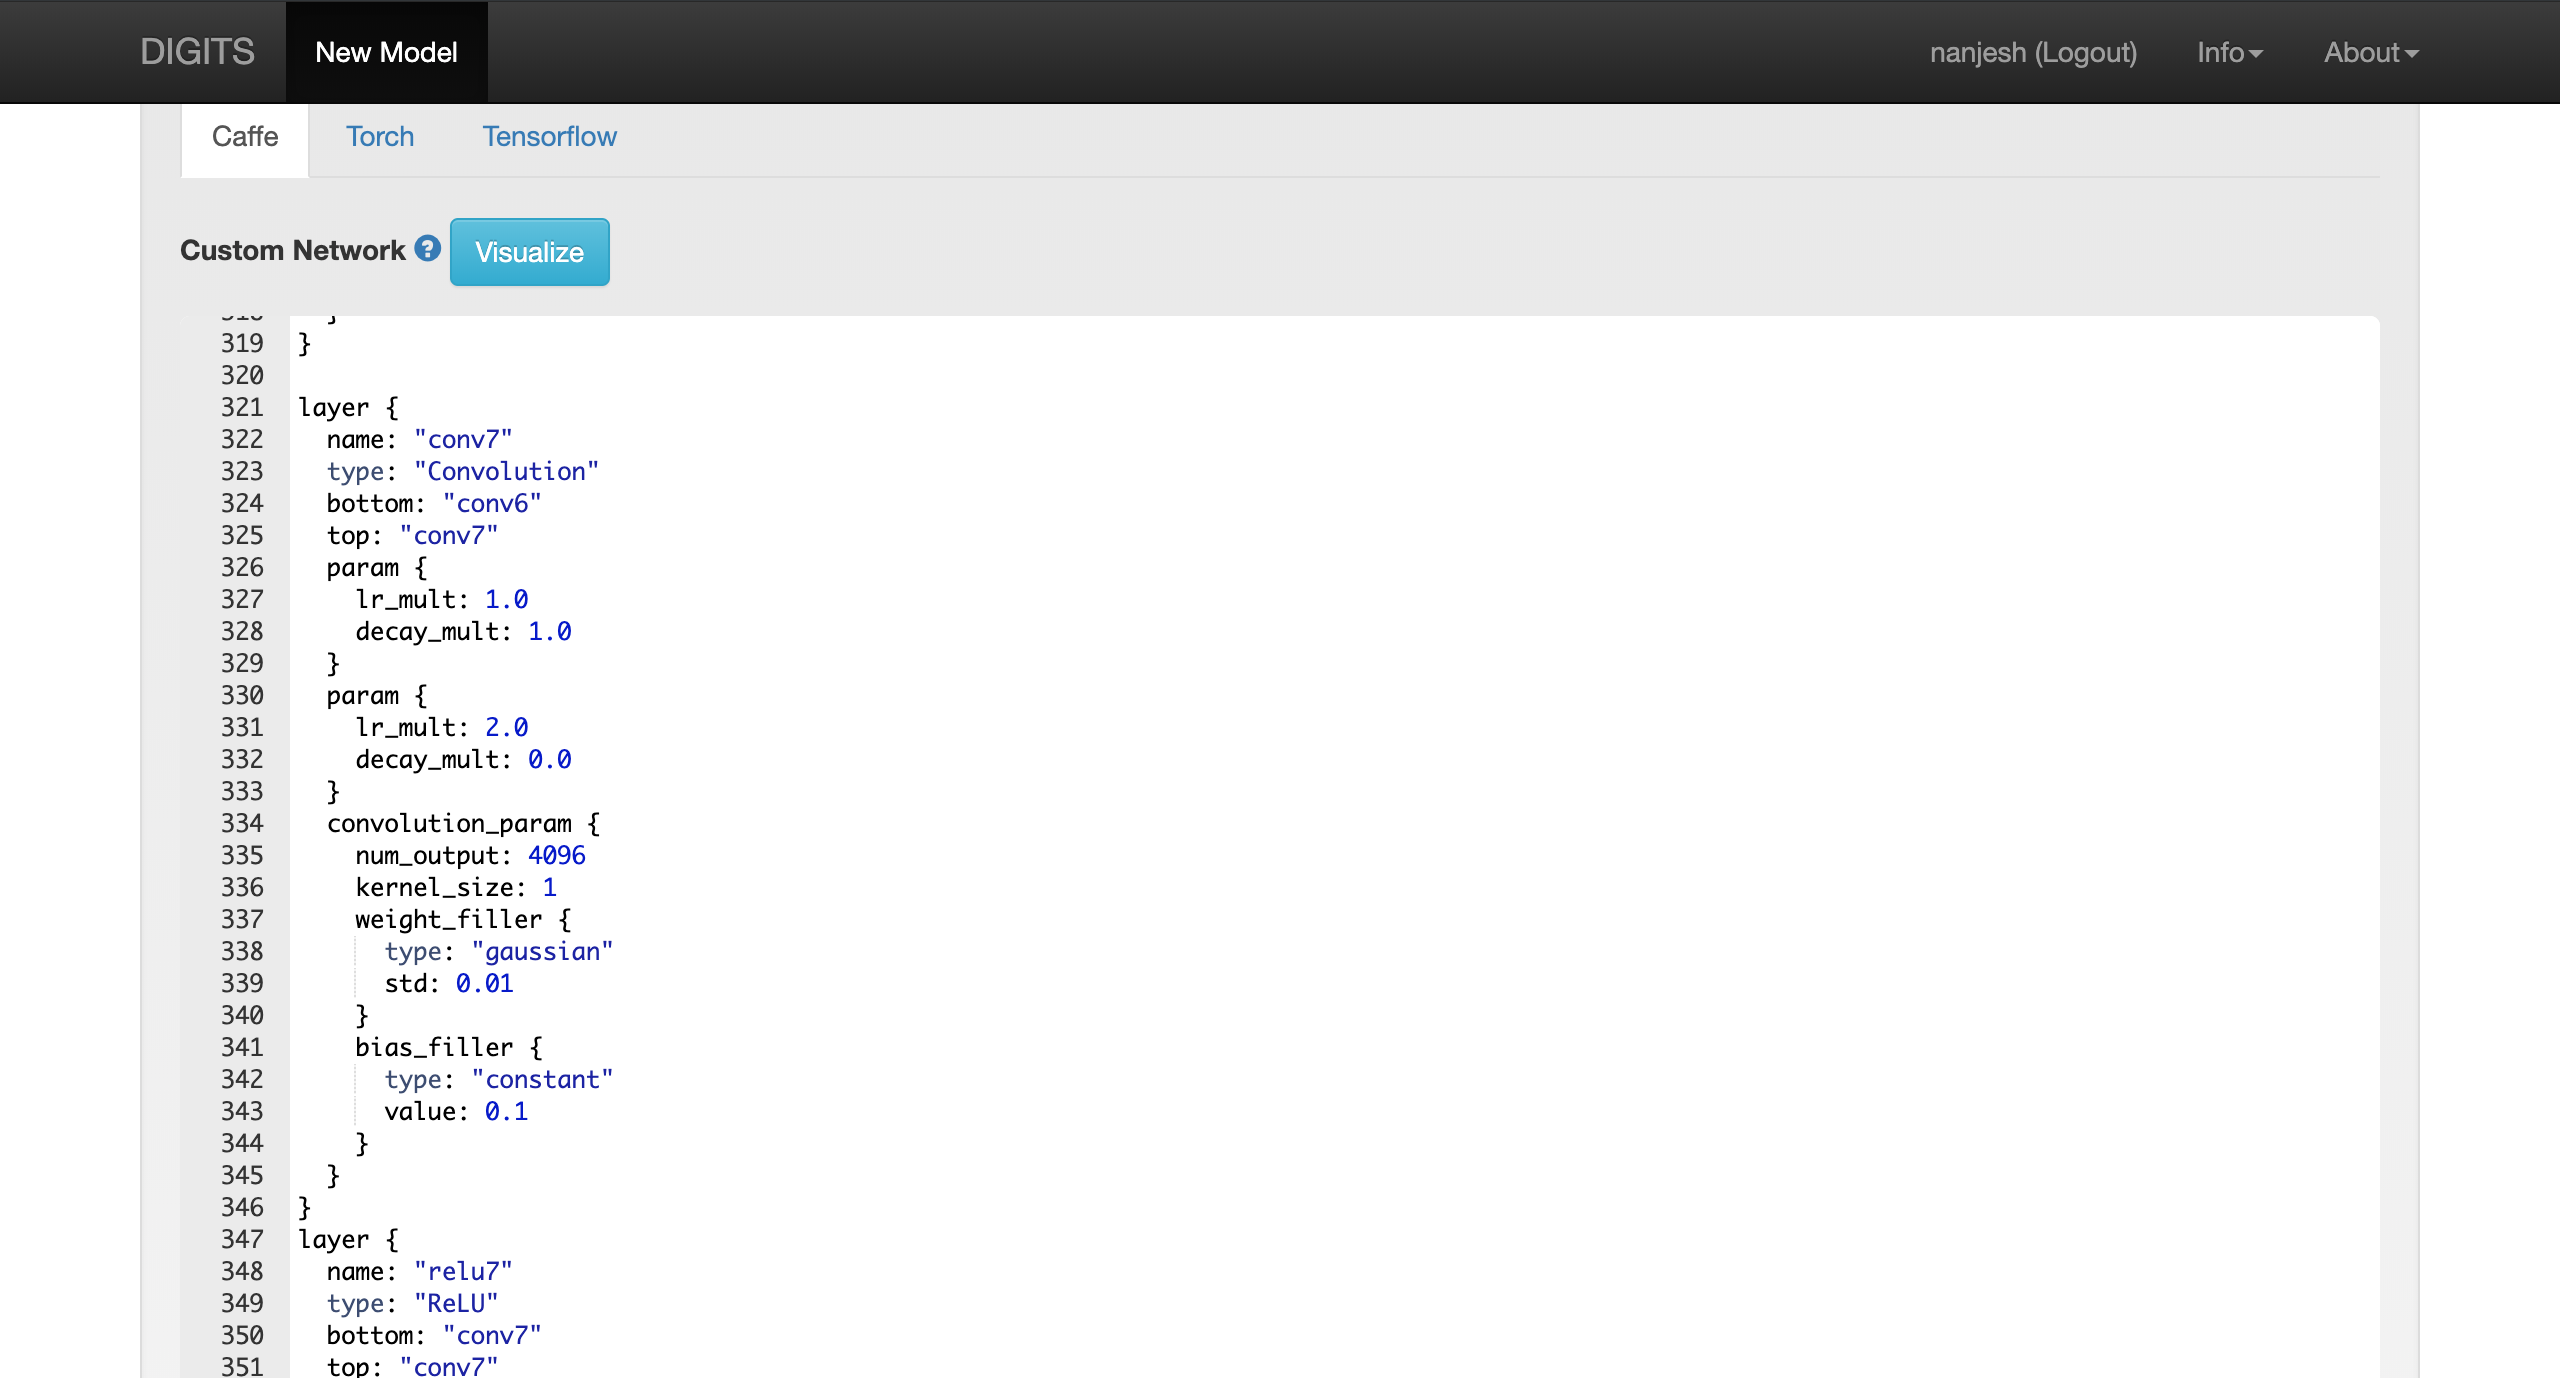 DIGITS New Model nanjesh (Logout) Info About
Caffe Torch Tensorflow
Custom Network ? Visualize
318 }
319 }
320
321 layer {
322 name: "conv7"
323 type: "Convolution"
324 bottom: "conv6"
325 top: "conv7"
326 param {
327 lr_mult: 1.0
328 decay_mult: 1.0
329 }
330 param {
331 lr_mult: 2.0
332 decay_mult: 0.0
333 }
334 convolution_param {
335 num_output: 4096
336 kernel_size: 1
337 weight_filler {
338 type: "gaussian"
339 std: 0.01
340 }
341 bias_filler {
342 type: "constant"
343 value: 0.1
344 }
345 }
346 }
347 layer {
348 name: "relu7"
349 type: "ReLU"
350 bottom: "conv7"
351 top: "conv7"